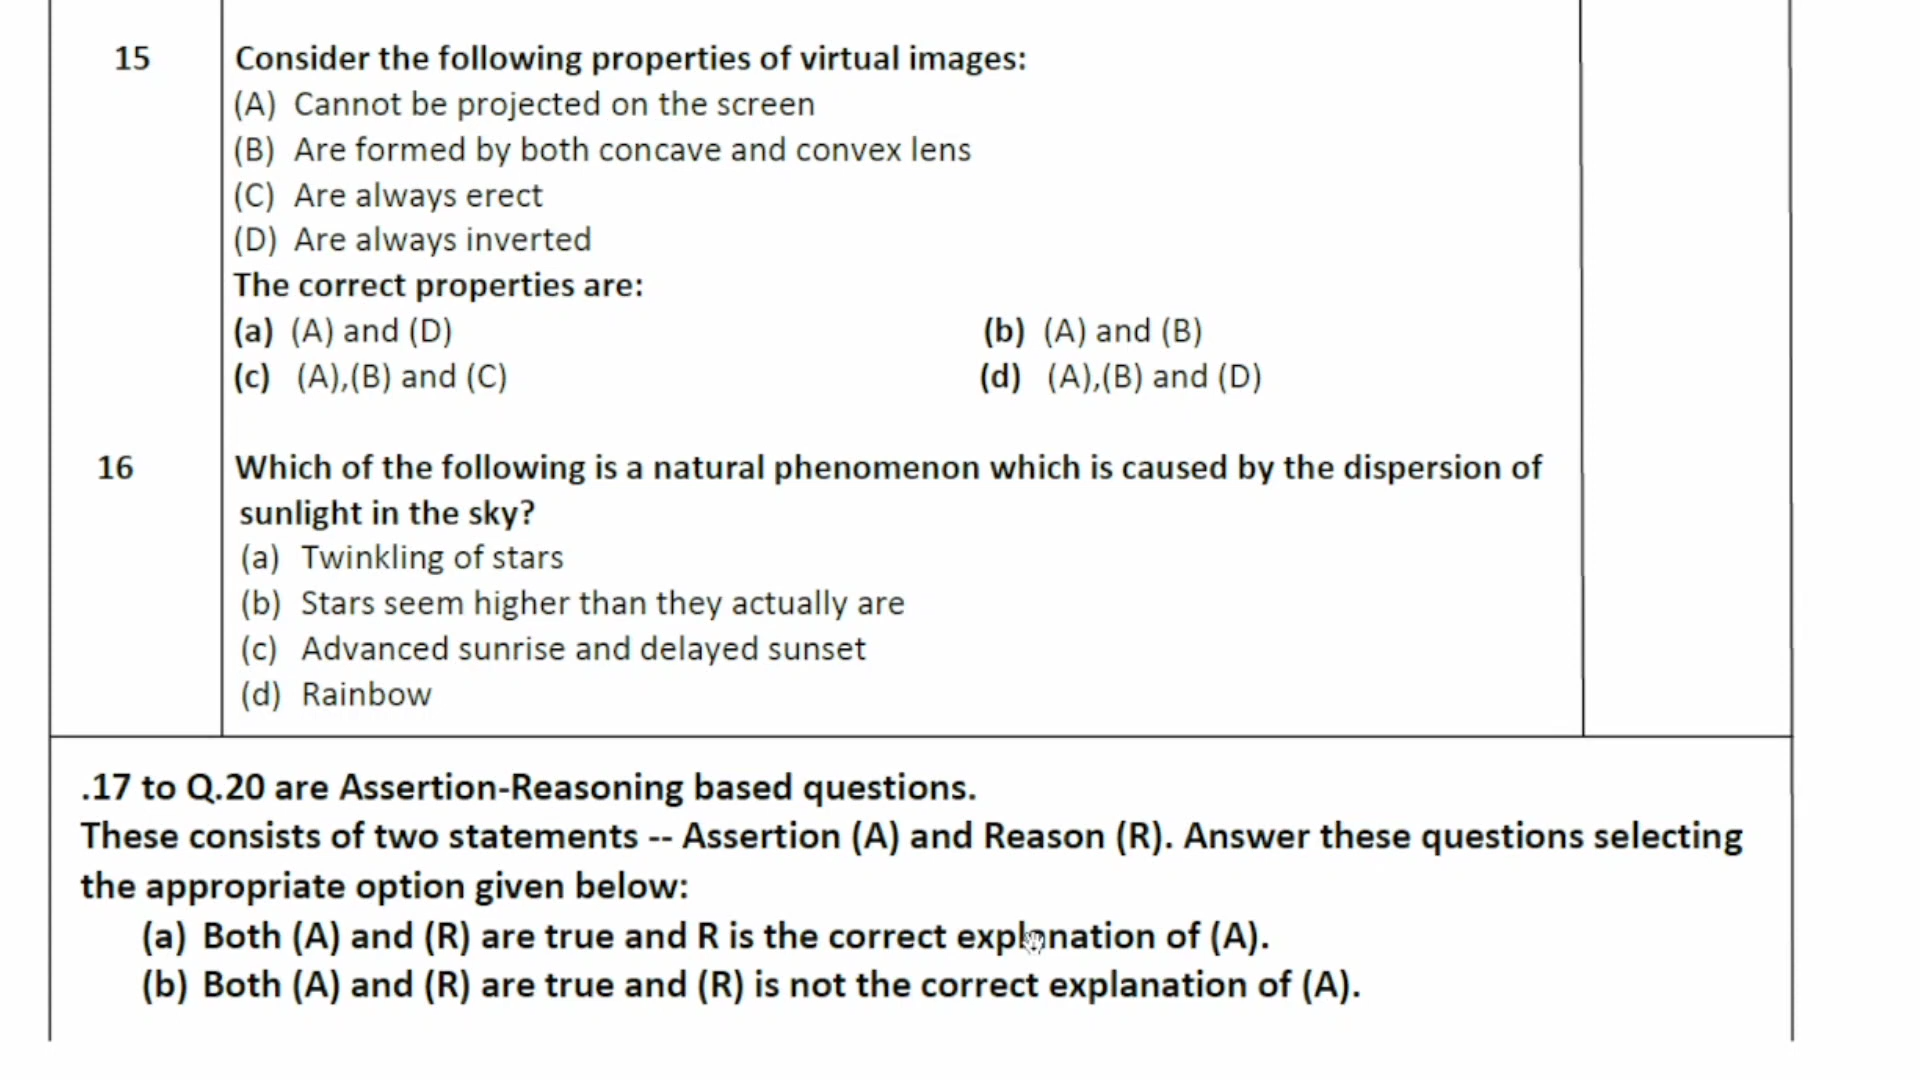 15 Consider the following properties of virtual images:
(A) Cannot be projected on the screen
(B) Are formed by both concave and convex lens
(C) Are always erect
(D) Are always inverted
The correct properties are:
(a) (A) and (D) (b) (A) and (B)
(c) (A),(B) and (C) (d) (A),(B) and (D)
16 Which of the following is a natural phenomenon which is caused by the dispersion of
sunlight in the sky?
(a) Twinkling of stars
(b) Stars seem higher than they actually are
(c) Advanced sunrise and delayed sunset
(d) Rainbow
.17 to Q.20 are Assertion-Reasoning based questions.
These consists of two statements -- Assertion (A) and Reason (R). Answer these questions selecting
the appropriate option given below:
(a) Both (A) and (R) are true and R is the correct explanation of (A).
(b) Both (A) and (R) are true and (R) is not the correct explanation of (A).